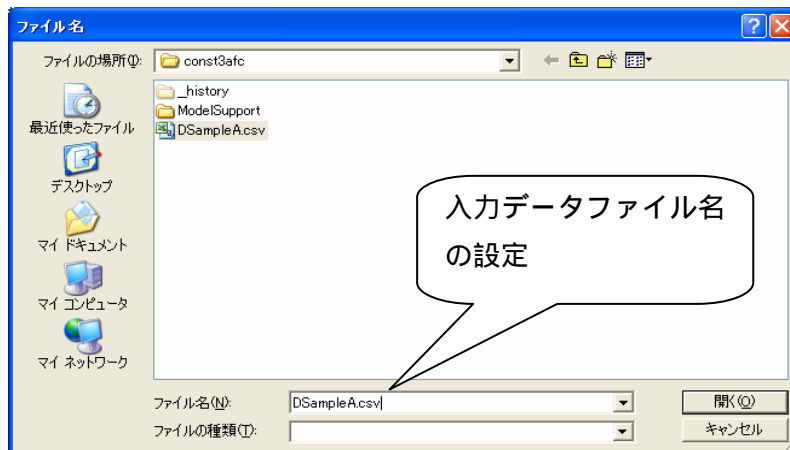 ファイル名
ファイルの場所(I):
const3afc
_history
ModelSupport
DSampleA.csv
最近使ったファイル
デスクトップ
マイ ドキュメント
マイ コンピュータ
マイ ネットワーク
入力データファイル名
の設定
ファイル名(N):
DSampleA.csv
開く(O)
ファイルの種類(T):
キャンセル